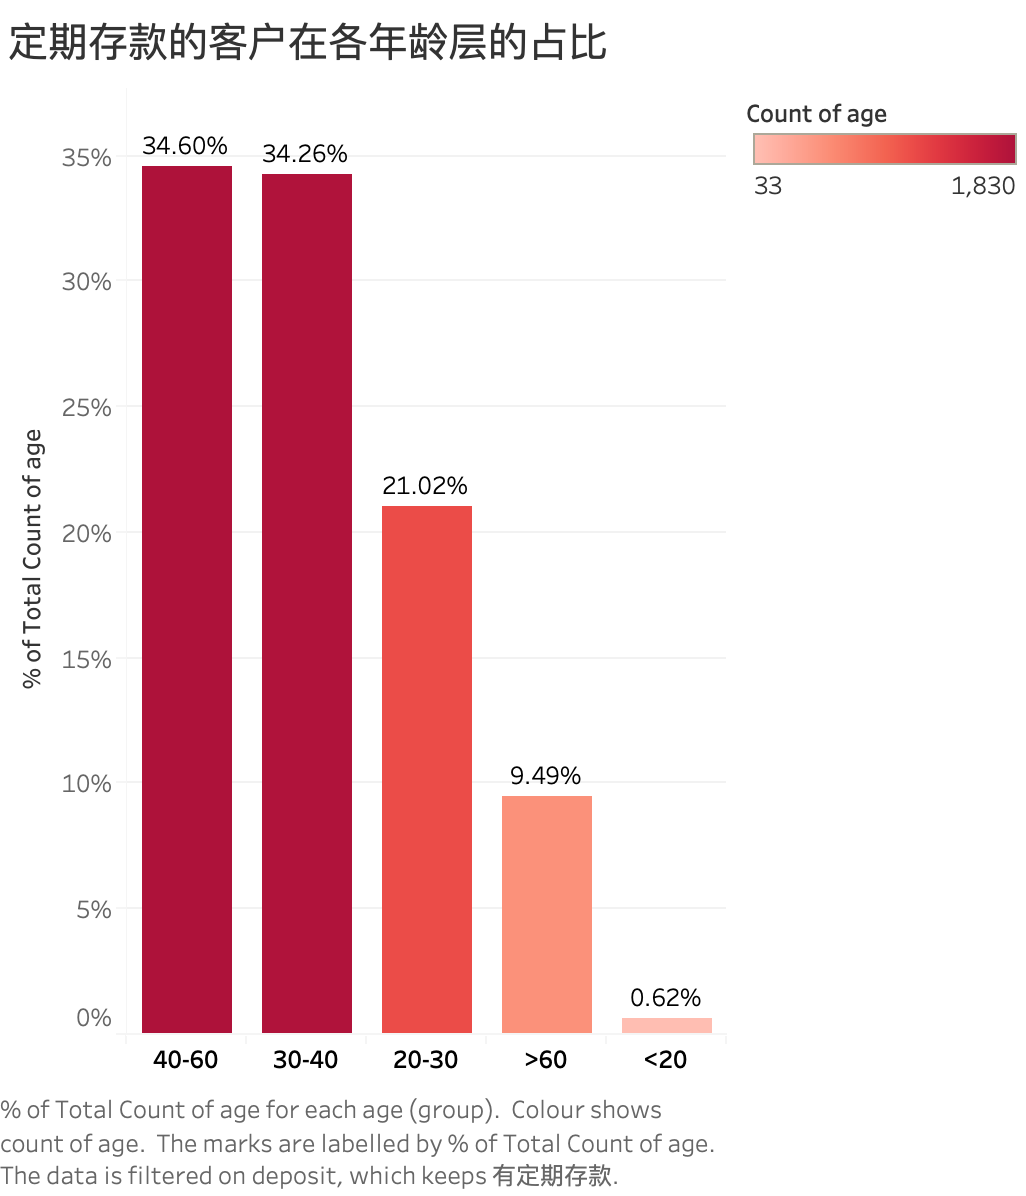 定期存款的客户在各年龄层的占比
Count of age
33 1,830
34.60%
34.26%
21.02%
9.49%
0.62%
35%
30%
25%
20%
15%
10%
5%
0%
% of Total Count of age
40-60 30-40 20-30 >60 <20
% of Total Count of age for each age (group).  Colour shows
count of age.  The marks are labelled by % of Total Count of age.
The data is filtered on deposit, which keeps 有定期存款.